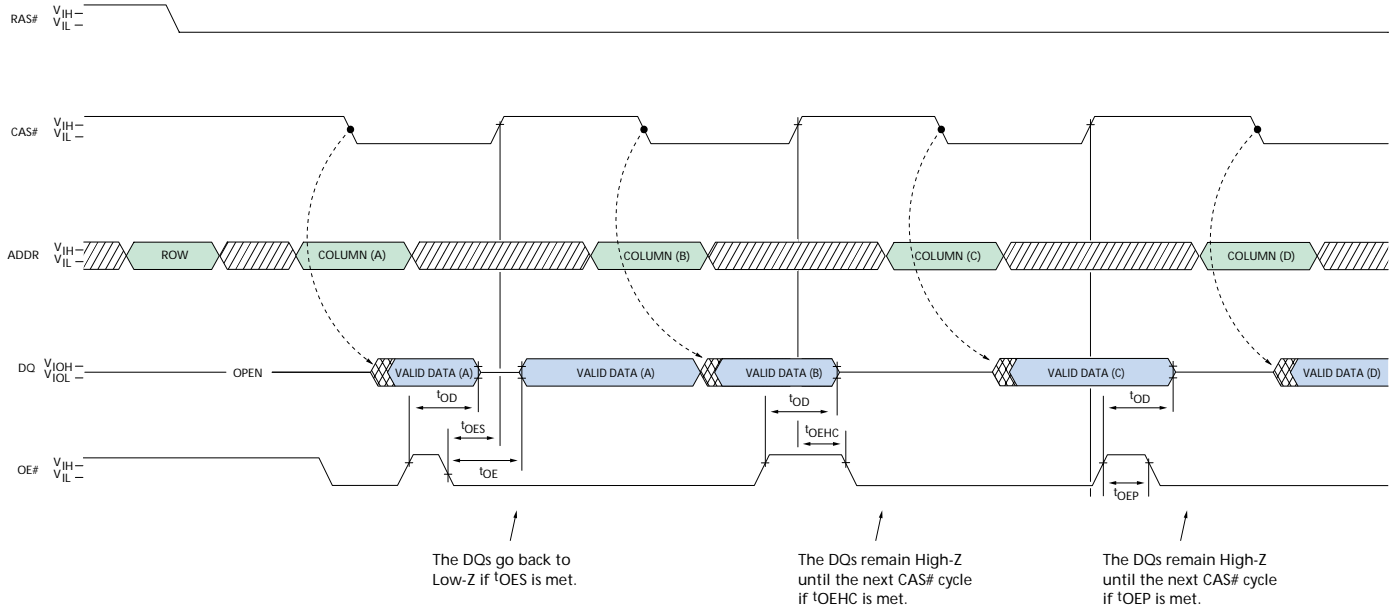 RAS# VIH
VIL
CAS# VIH
VIL
ADDR VIH
VIL
ROW
COLUMN (A)
COLUMN (B)
COLUMN (C)
COLUMN (D)
DQ VIOH
VIOL
OPEN
VALID DATA (A)
VALID DATA (A)
VALID DATA (B)
VALID DATA (C)
VALID DATA (D)
tOD
tOD
tOD
tOES
tOEHC
tOE
OE# VIH
VIL
tOEP
The DQs go back to
Low-Z if tOES is met.
The DQs remain High-Z
until the next CAS# cycle
if tOEHC is met.
The DQs remain High-Z
until the next CAS# cycle
if tOEP is met.